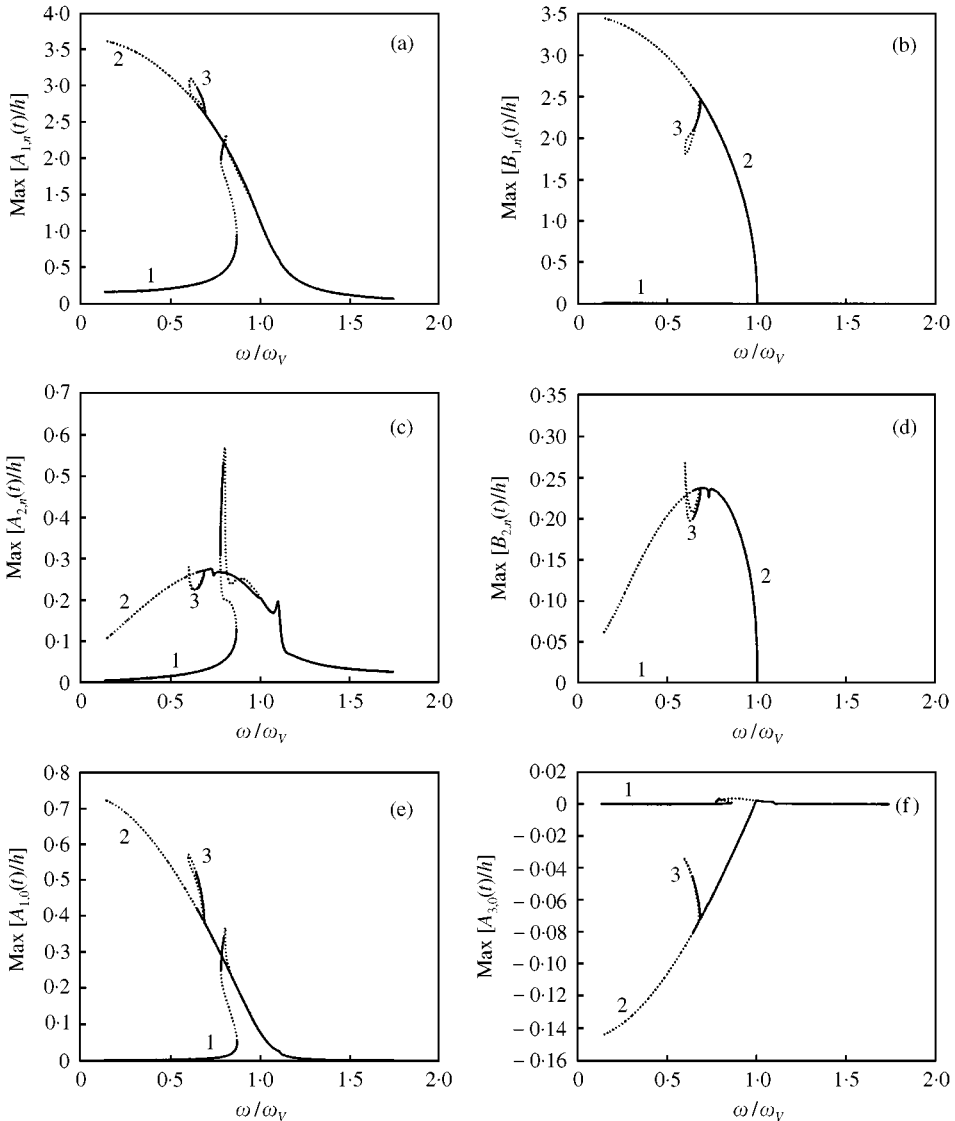 4·0
3·5
3·0
2·5
2·0
1·5
1·0
0·5
0
Max [A1,n(t)/h]
(a)
2
3
1
0 0·5 1·0 1·5 2·0
ω/ωV
3·5
3·0
2·5
2·0
1·5
1·0
0·5
0
Max [B1,n(t)/h]
(b)
3
2
1
0 0·5 1·0 1·5 2·0
ω/ωV
0·7
0·6
0·5
0·4
0·3
0·2
0·1
0
Max [A2,n(t)/h]
(c)
2
3
1
0 0·5 1·0 1·5 2·0
ω/ωV
0·35
0·30
0·25
0·20
0·15
0·10
0·05
0
Max [B2,n(t)/h]
(d)
3
2
1
0 0·5 1·0 1·5 2·0
ω/ωV
0·8
0·7
0·6
0·5
0·4
0·3
0·2
0·1
0
Max [A1,0(t)/h]
(e)
2
3
1
0 0·5 1·0 1·5 2·0
ω/ωV
0·02
0
− 0·02
− 0·04
− 0·06
− 0·08
− 0·10
− 0·12
− 0·14
− 0·16
Max [A3,0(t)/h]
(f)
1
3
2
0 0·5 1·0 1·5 2·0
ω/ωV